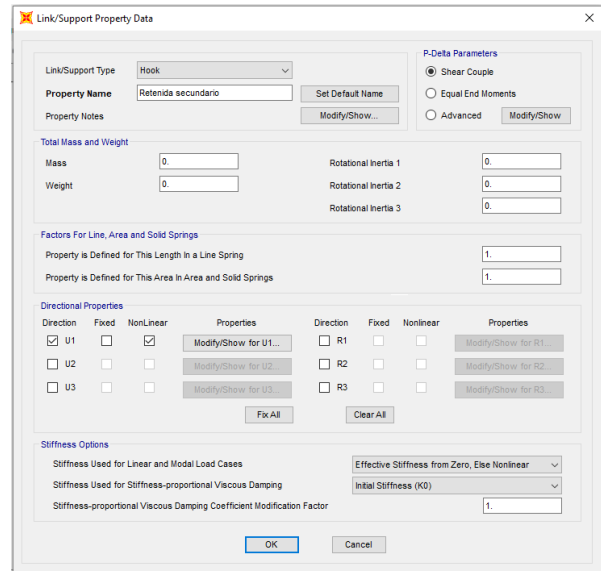 Link/Support Property Data
Link/Support Type Hook
Property Name Retenida secundario Set Default Name
Property Notes Modify/Show...
P-Delta Parameters
Shear Couple
Equal End Moments
Advanced Modify/Show
Total Mass and Weight
Mass 0. Rotational Inertia 1 0.
Weight 0. Rotational Inertia 2 0.
Rotational Inertia 3 0.
Factors For Line, Area and Solid Springs
Property is Defined for This Length In a Line Spring 1.
Property is Defined for This Area In Area and Solid Springs 1.
Directional Properties
Direction Fixed NonLinear Properties Direction Fixed Nonlinear Properties
U1 Modify/Show for U1... R1 Modify/Show for R1...
U2 Modify/Show for U2... R2 Modify/Show for R2...
U3 Modify/Show for U3... R3 Modify/Show for R3...
Fix All Clear All
Stiffness Options
Stiffness Used for Linear and Modal Load Cases Effective Stiffness from Zero, Else Nonlinear
Stiffness Used for Stiffness-proportional Viscous Damping Initial Stiffness (K0)
Stiffness-proportional Viscous Damping Coefficient Modification Factor 1.
OK Cancel